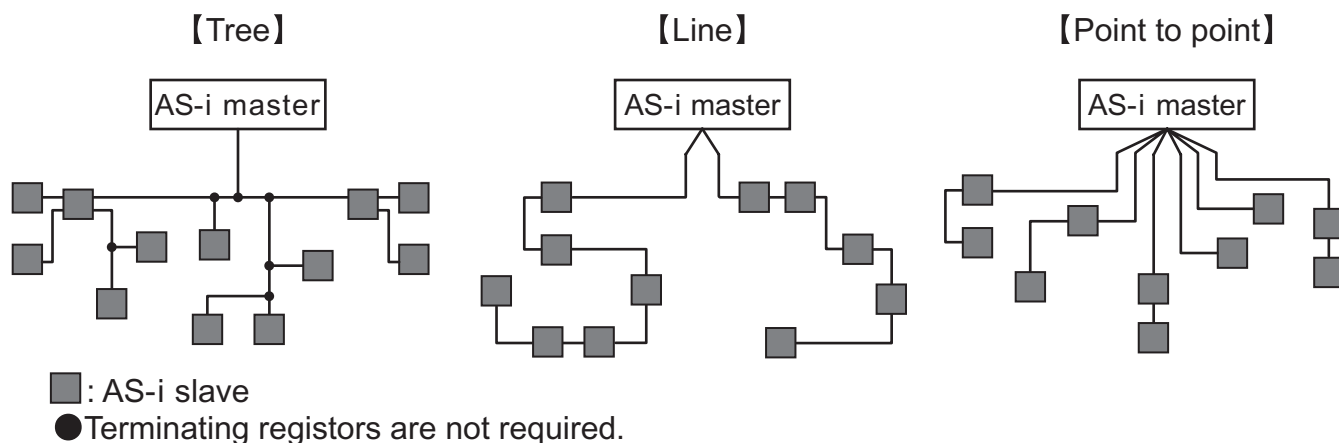 【Tree】
【Line】
【Point to point】
AS-i master
AS-i master
AS-i master
: AS-i slave
●Terminating registors are not required.